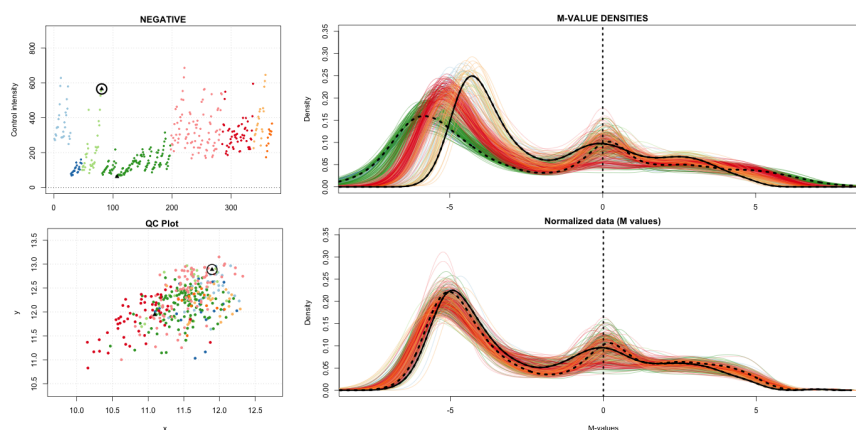 NEGATIVE
Control intensity
800
600
400
200
0
0 50 100 200 300
M-VALUE DENSITIES
Density
0.35
0.30
0.25
0.20
0.15
0.10
0.05
0.00
-5 0 5
QC Plot
y
13.5
13.0
12.5
12.0
11.5
11.0
10.5
10.0 10.5 11.0 11.5 12.0 12.5
x
Normalized data (M values)
Density
0.35
0.30
0.25
0.20
0.15
0.10
0.05
0.00
-5 0 5
M-values